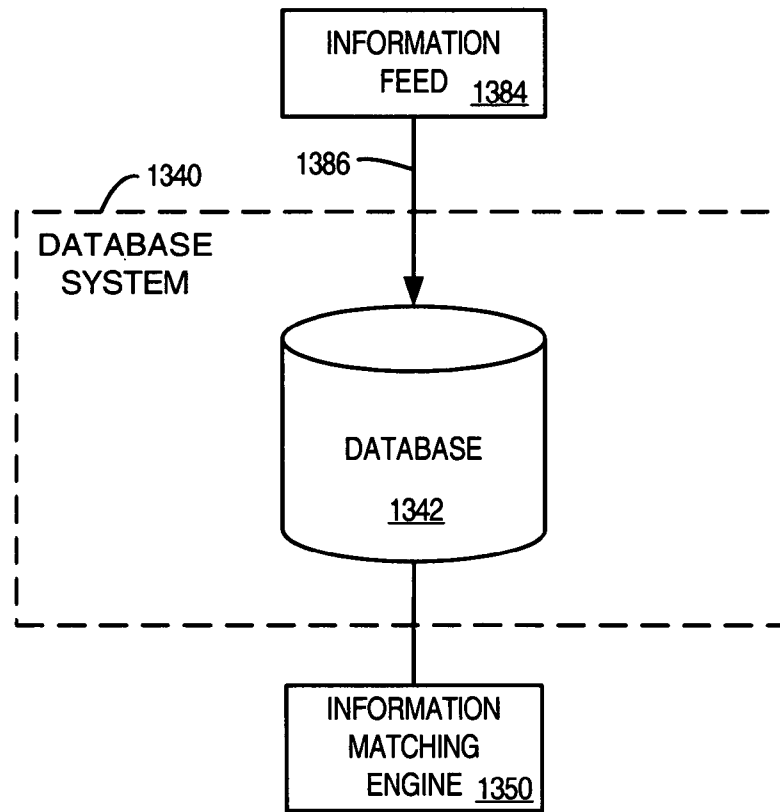 INFORMATION
FEED 1384
1386
1340
DATABASE
SYSTEM
DATABASE
1342
INFORMATION
MATCHING
ENGINE 1350